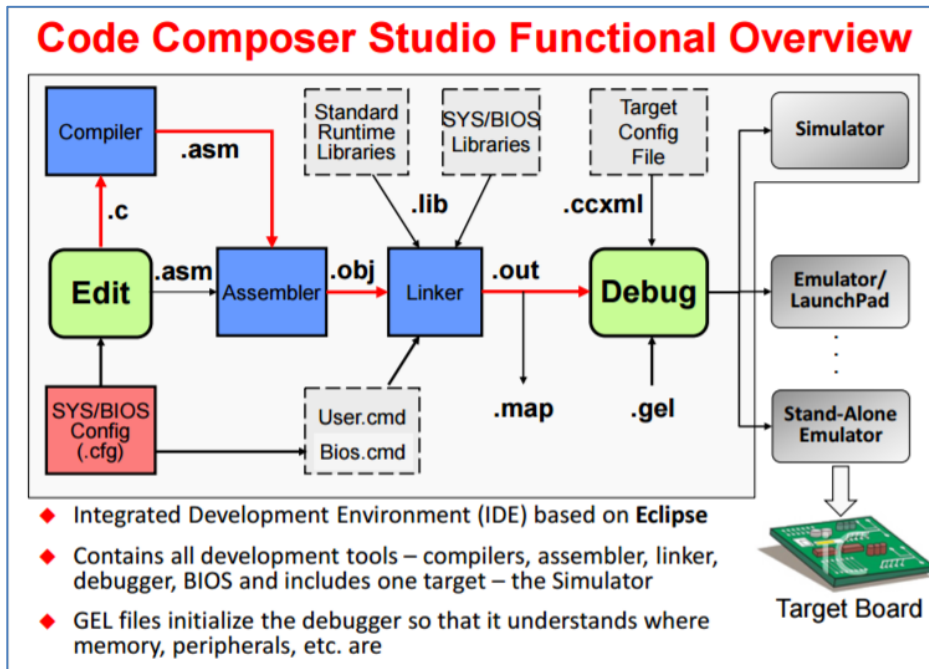 Code Composer Studio Functional Overview
Compiler
.asm
Standard
Runtime
Libraries
SYS/BIOS
Libraries
Target
Config
File
Simulator
.c
.lib
.ccxml
Edit
.asm
Assembler
.obj
Linker
.out
Debug
Emulator/
LaunchPad
SYS/BIOS
Config
(.cfg)
User.cmd
Bios.cmd
.map
.gel
Stand-Alone
Emulator
◆ Integrated Development Environment (IDE) based on Eclipse
◆ Contains all development tools – compilers, assembler, linker,
debugger, BIOS and includes one target – the Simulator
◆ GEL files initialize the debugger so that it understands where
memory, peripherals, etc. are
Target Board